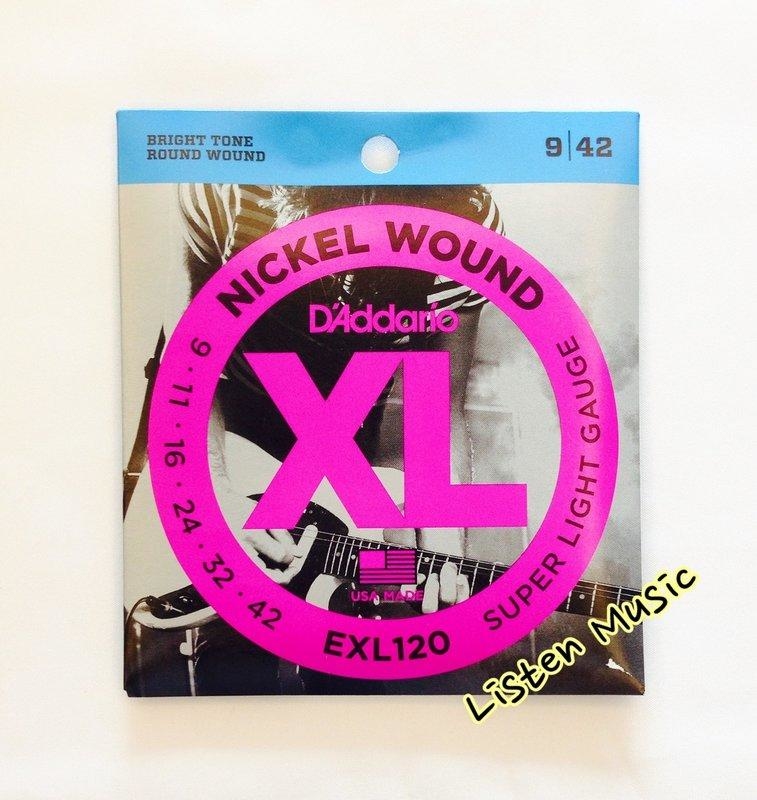 BRIGHT TONE
ROUND WOUND
9|42
NICKEL WOUND
D'Addario
XL
9 · 11 · 16 · 24 · 32 · 42
SUPER LIGHT GAUGE
USA MADE
EXL120
Listen Music